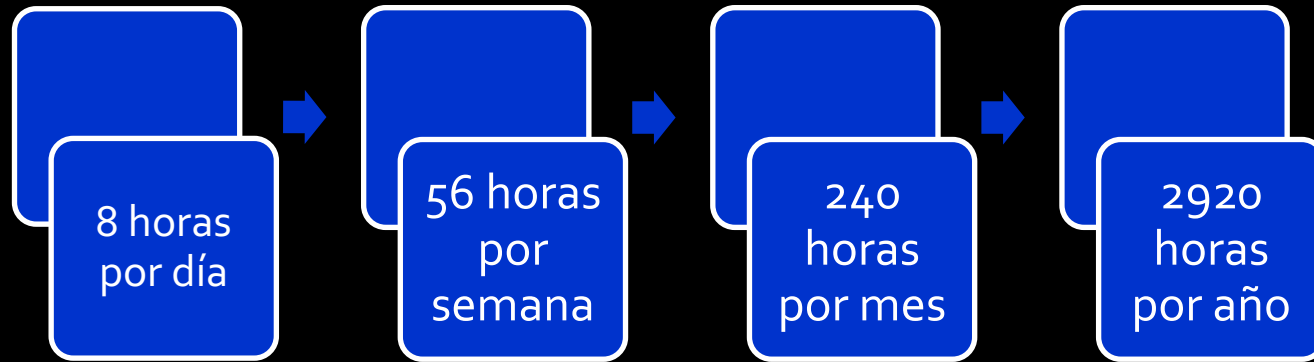 8 horas
por día
56 horas
por
semana
240
horas
por mes
2920
horas
por año